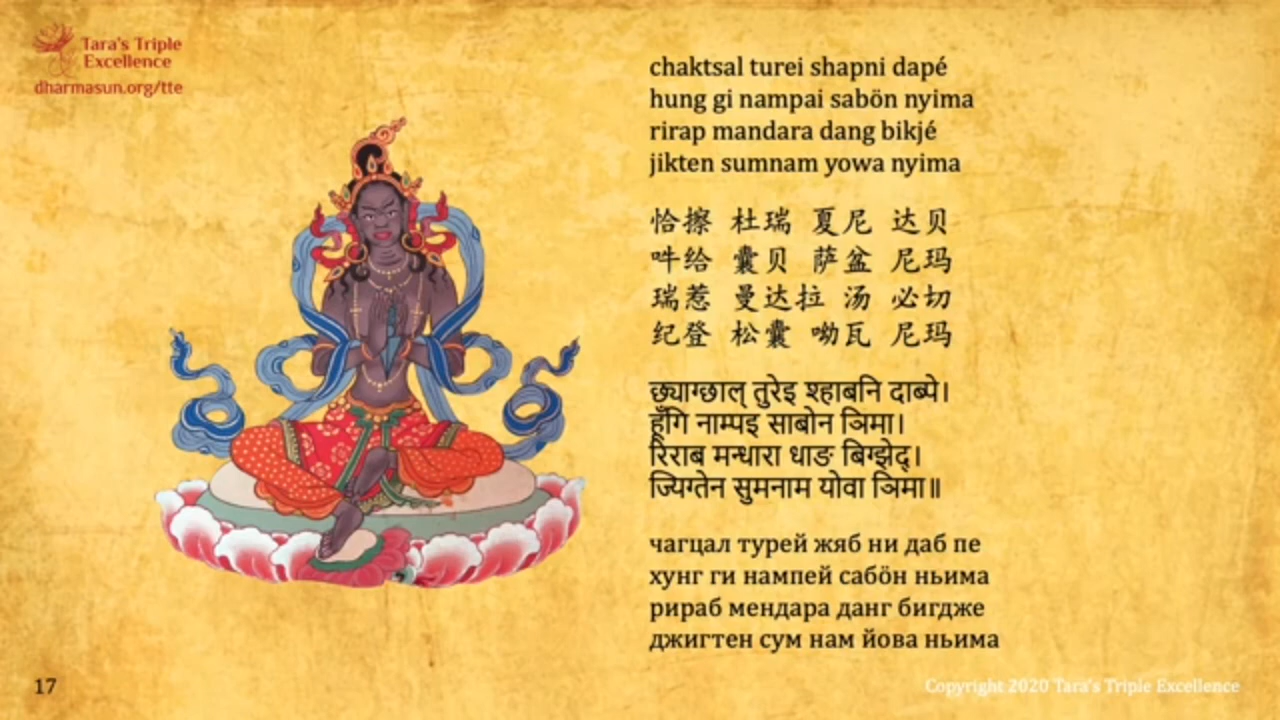 Tara's Triple
Excellence
dharmasun.org/tte
chaktsal turei shapni dapé
hung gi nampai sabön nyima
rirap mandara dang bikjé
jikten sumnam yowa nyima
恰擦 杜瑞 夏尼 达贝
吽给 囊贝 萨盆 尼玛
瑞惹 曼达拉 汤 必切
纪登 松囊 呦瓦 尼玛
छ्याग्छाल् तुरेइ श्हाबनि दाब्पे।
हूँगि नाम्पइ साबोन ञिमा।
रिराब मन्धारा धाङ बिग्झेद्।
ज्यिग्तेन सुमनाम योवा ञिमा॥
чагцал турей жяб ни даб пе
хунг ги нампей сабöн ньима
рираб мендара данг бигдже
джигтен сум нам йова ньима
17
Copyright 2020 Tara's Triple Excellence